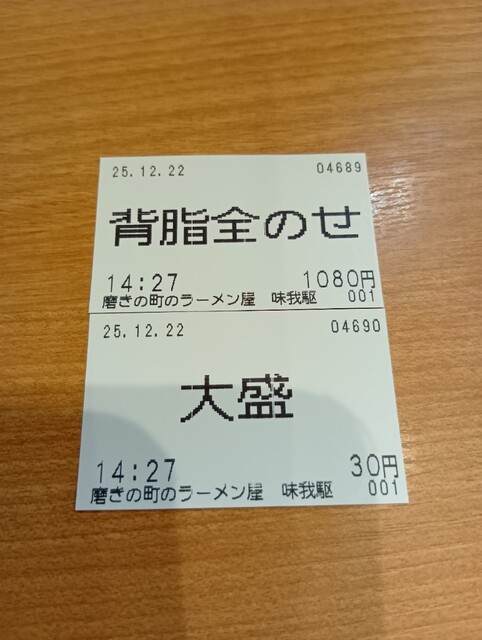 25.12.22 04689
背脂全のせ
14:27 1080円
磨きの町のラーメン屋 味我駆 001
25.12.22 04690
大盛
14:27 30円
磨きの町のラーメン屋 味我駆 001